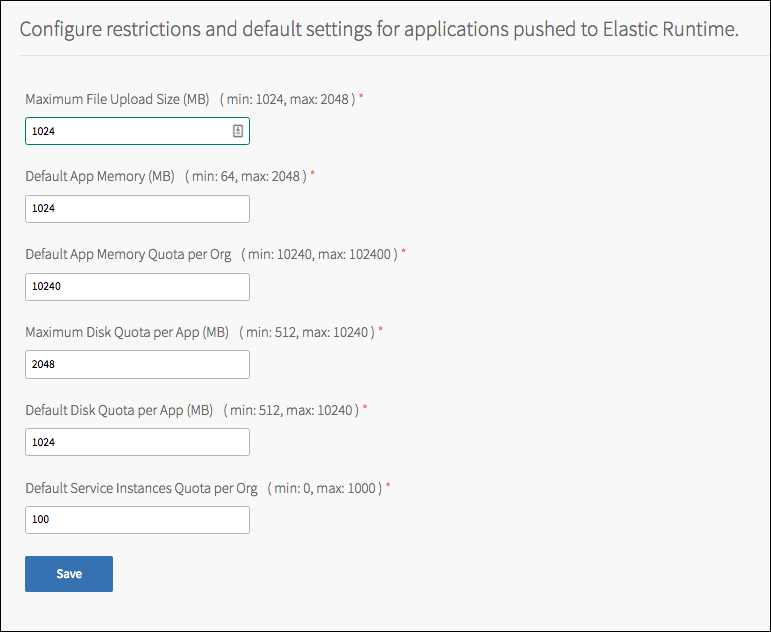 Configure restrictions and default settings for applications pushed to Elastic Runtime.
Maximum File Upload Size (MB) ( min: 1024, max: 2048 ) *
1024
Default App Memory (MB) ( min: 64, max: 2048 ) *
1024
Default App Memory Quota per Org ( min: 10240, max: 102400 ) *
10240
Maximum Disk Quota per App (MB) ( min: 512, max: 10240 ) *
2048
Default Disk Quota per App (MB) ( min: 512, max: 10240 ) *
1024
Default Service Instances Quota per Org ( min: 0, max: 1000 ) *
100
Save